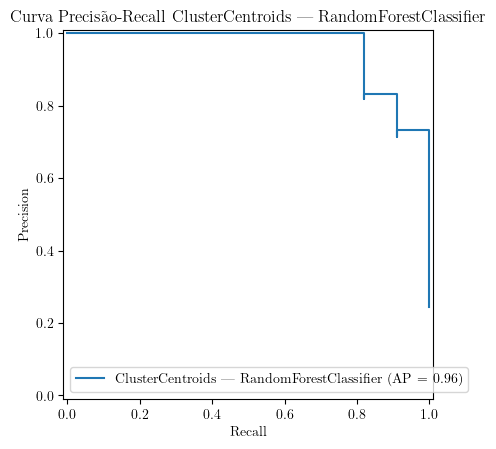 Curva Precisão-Recall ClusterCentroids — RandomForestClassifier
1.0
0.8
0.6
0.4
0.2
0.0
Precision
ClusterCentroids — RandomForestClassifier (AP = 0.96)
0.0 0.2 0.4 0.6 0.8 1.0
Recall